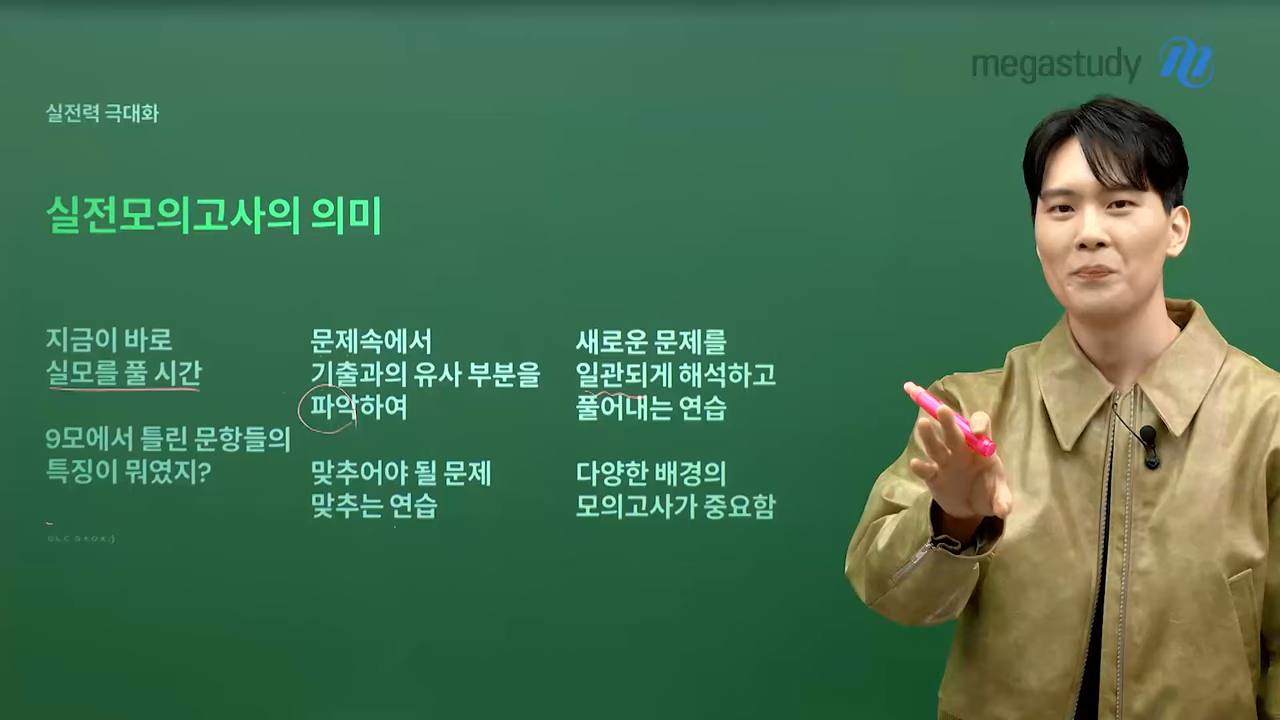 megastudy
실전력 극대화
실전모의고사의 의미
지금이 바로
실모를 풀 시간
9모에서 틀린 문항들의
특징이 뭐였지?
문제속에서
기출과의 유사 부분을
파악하여
맞추어야 될 문제
맞추는 연습
새로운 문제를
일관되게 해석하고
풀어내는 연습
다양한 배경의
모의고사가 중요함